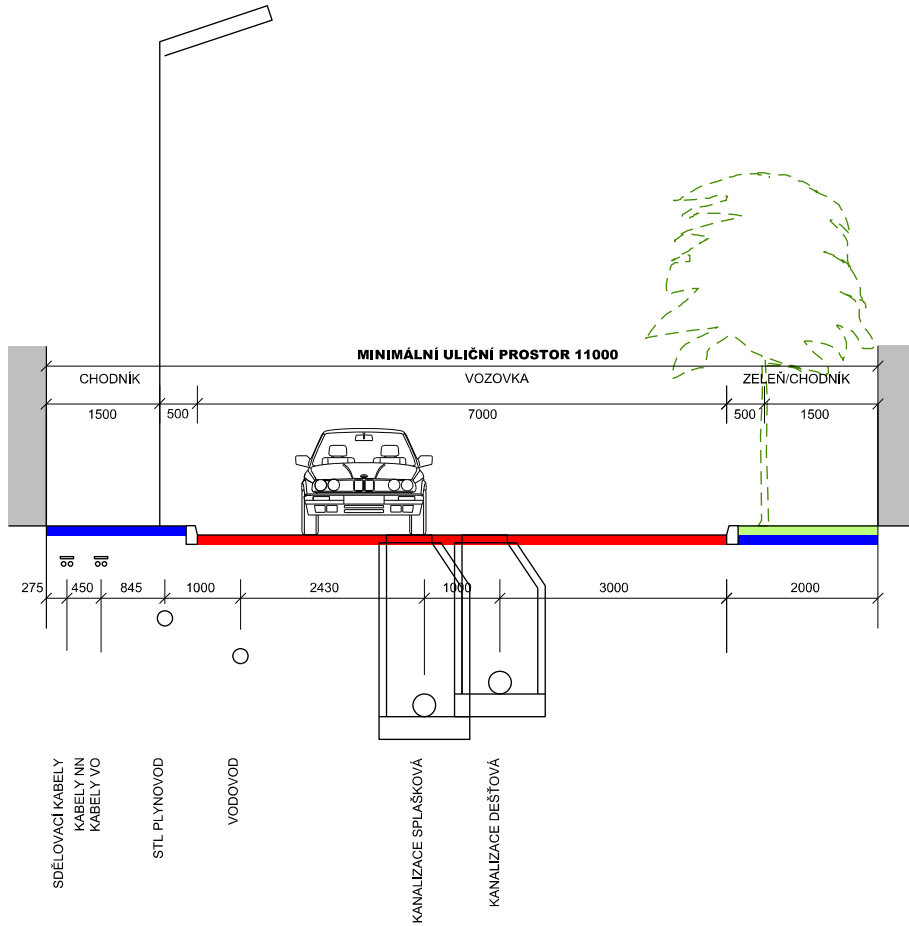 MINIMÁLNÍ ULIČNÍ PROSTOR 11000
CHODNÍK
VOZOVKA
ZELEŇ/CHODNÍK
1500
500
7000
500
1500
275
450
845
1000
2430
1000
3000
2000
SDĚLOVACÍ KABELY
KABELY NN
KABELY VO
STL PLYNOVOD
VODOVOD
KANALIZACE SPLAŠKOVÁ
KANALIZACE DEŠŤOVÁ